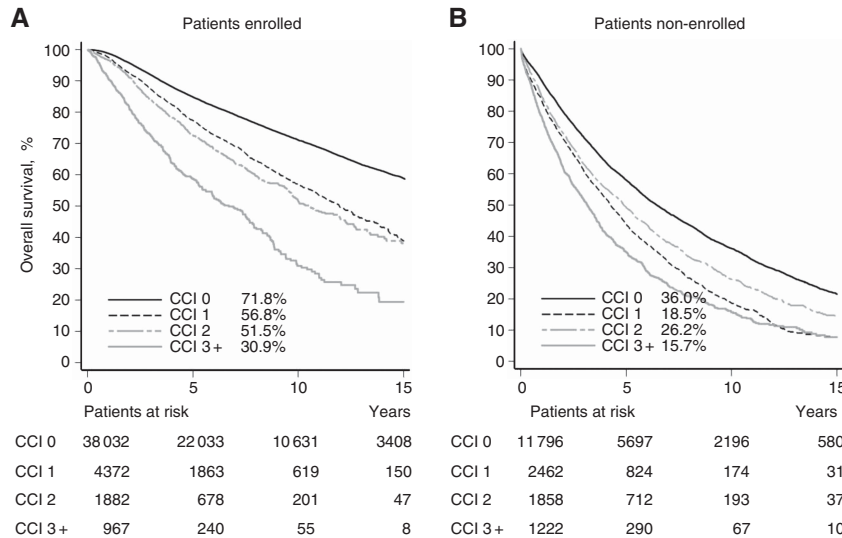 A
Patients enrolled
Overall survival, %
100
90
80
70
60
50
40
30
20
10
0
CCI 0 71.8%
CCI 1 56.8%
CCI 2 51.5%
CCI 3+ 30.9%
0 5 10 15
Patients at risk Years
CCI 0 38 032 22 033 10 631 3408
CCI 1 4372 1863 619 150
CCI 2 1882 678 201 47
CCI 3+ 967 240 55 8
B
Patients non-enrolled
100
90
80
70
60
50
40
30
20
10
0
CCI 0 36.0%
CCI 1 18.5%
CCI 2 26.2%
CCI 3+ 15.7%
0 5 10 15
Patients at risk Years
CCI 0 11 796 5697 2196 580
CCI 1 2462 824 174 31
CCI 2 1858 712 193 37
CCI 3+ 1222 290 67 10